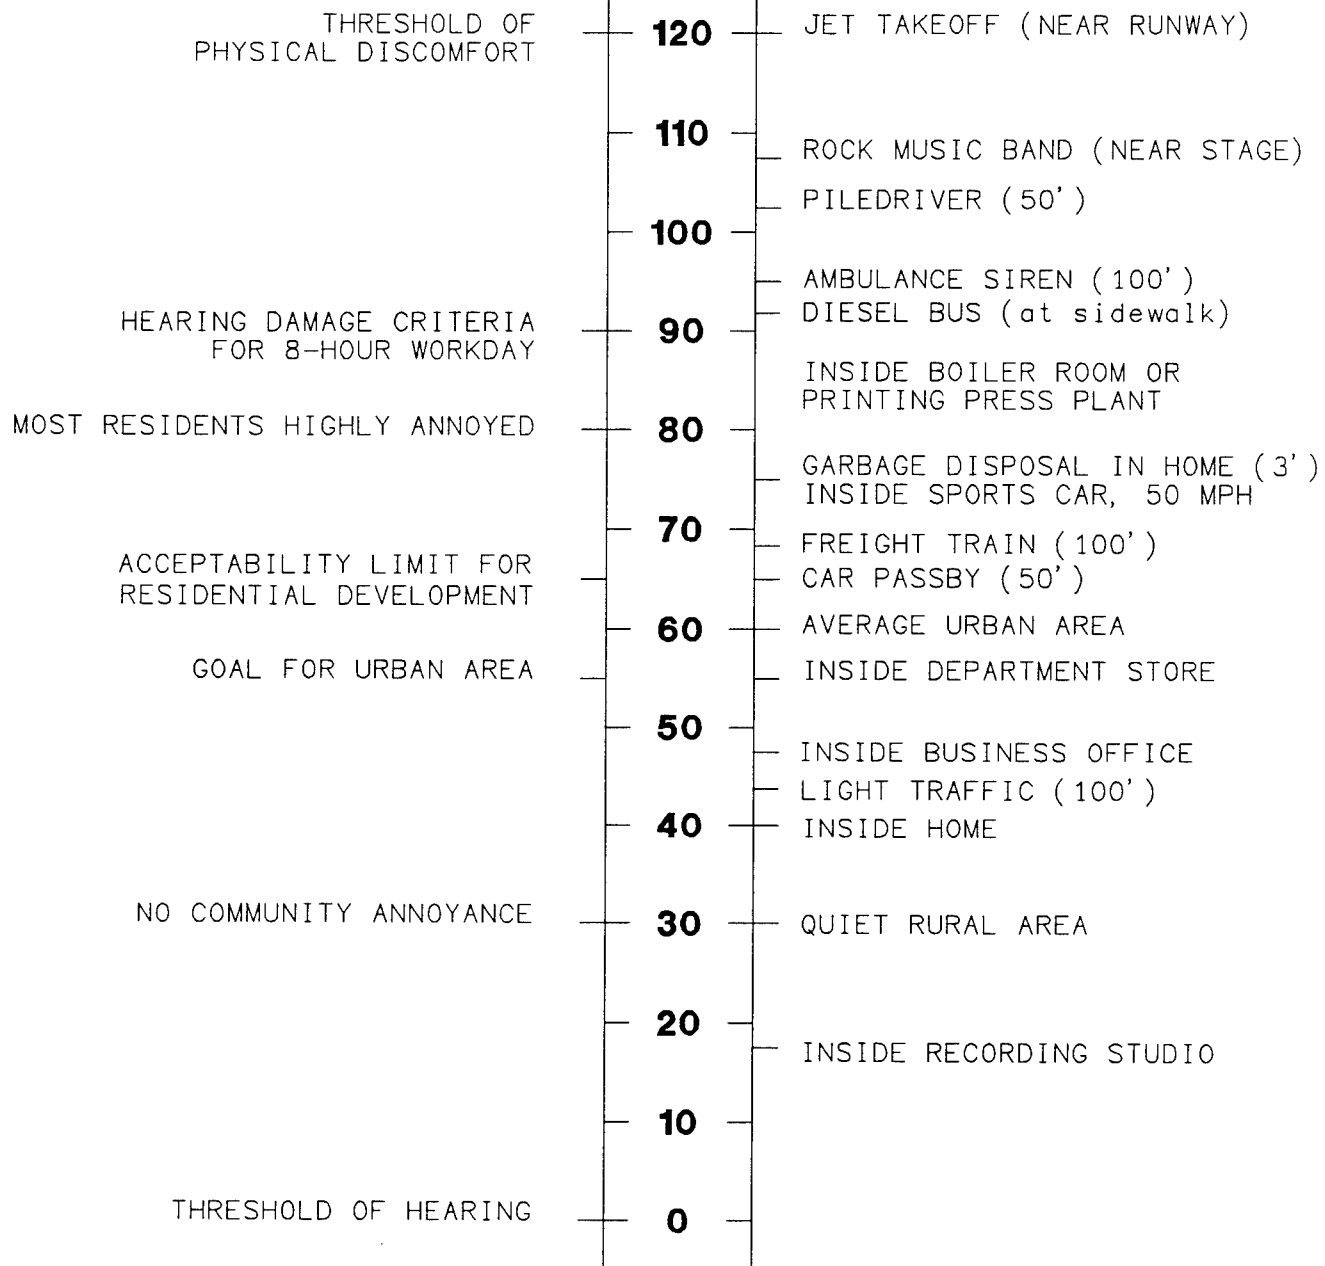 THRESHOLD OF
PHYSICAL DISCOMFORT
120
JET TAKEOFF (NEAR RUNWAY)
110
ROCK MUSIC BAND (NEAR STAGE)
PILEDRIVER (50')
100
AMBULANCE SIREN (100')
DIESEL BUS (at sidewalk)
HEARING DAMAGE CRITERIA
FOR 8-HOUR WORKDAY
90
INSIDE BOILER ROOM OR
PRINTING PRESS PLANT
MOST RESIDENTS HIGHLY ANNOYED
80
GARBAGE DISPOSAL IN HOME (3')
INSIDE SPORTS CAR, 50 MPH
70
FREIGHT TRAIN (100')
ACCEPTABILITY LIMIT FOR
RESIDENTIAL DEVELOPMENT
CAR PASSBY (50')
60
AVERAGE URBAN AREA
GOAL FOR URBAN AREA
INSIDE DEPARTMENT STORE
50
INSIDE BUSINESS OFFICE
LIGHT TRAFFIC (100')
40
INSIDE HOME
NO COMMUNITY ANNOYANCE
30
QUIET RURAL AREA
20
INSIDE RECORDING STUDIO
10
THRESHOLD OF HEARING
0